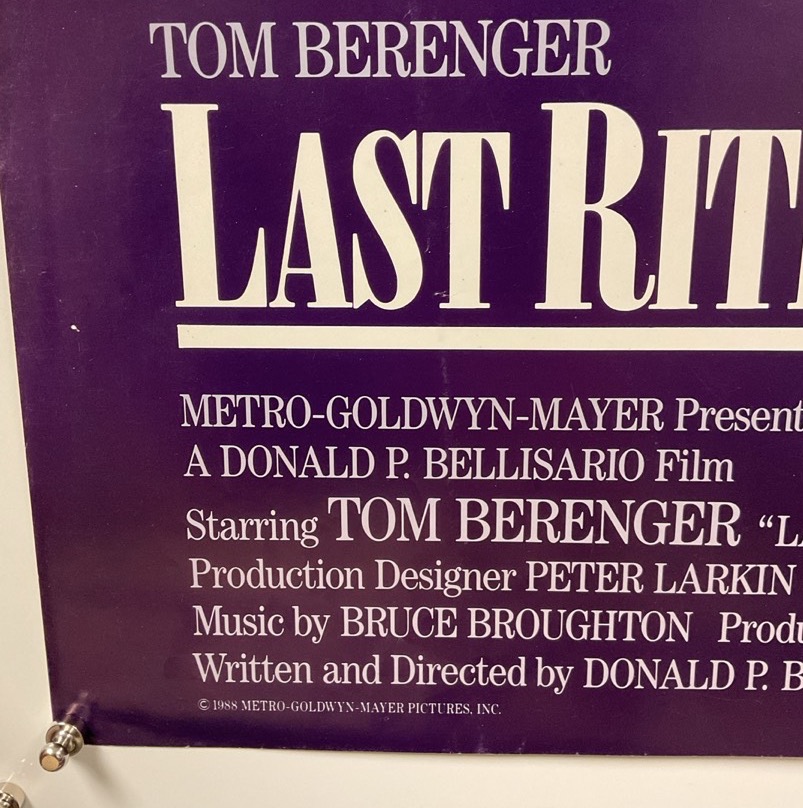 TOM BERENGER
LAST RIT
METRO-GOLDWYN-MAYER Present
A DONALD P. BELLISARIO Film
Starring TOM BERENGER “L
Production Designer PETER LARKIN
Music by BRUCE BROUGHTON Produ
Written and Directed by DONALD P. B
© 1988 METRO-GOLDWYN-MAYER PICTURES, INC.